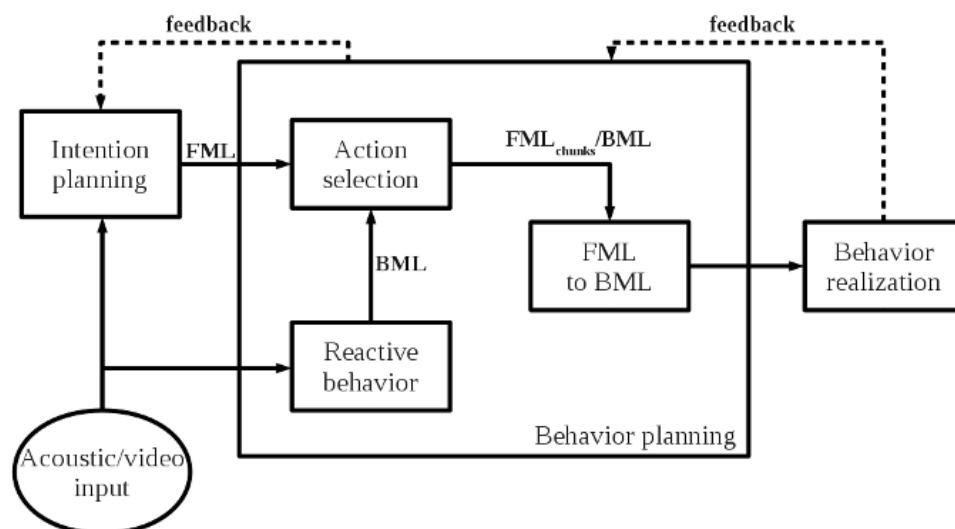 feedback
feedback
Intention
planning
FML
Action
selection
FMLchunks/BML
BML
FML
to BML
Behavior
realization
Reactive
behavior
Behavior planning
Acoustic/video
input